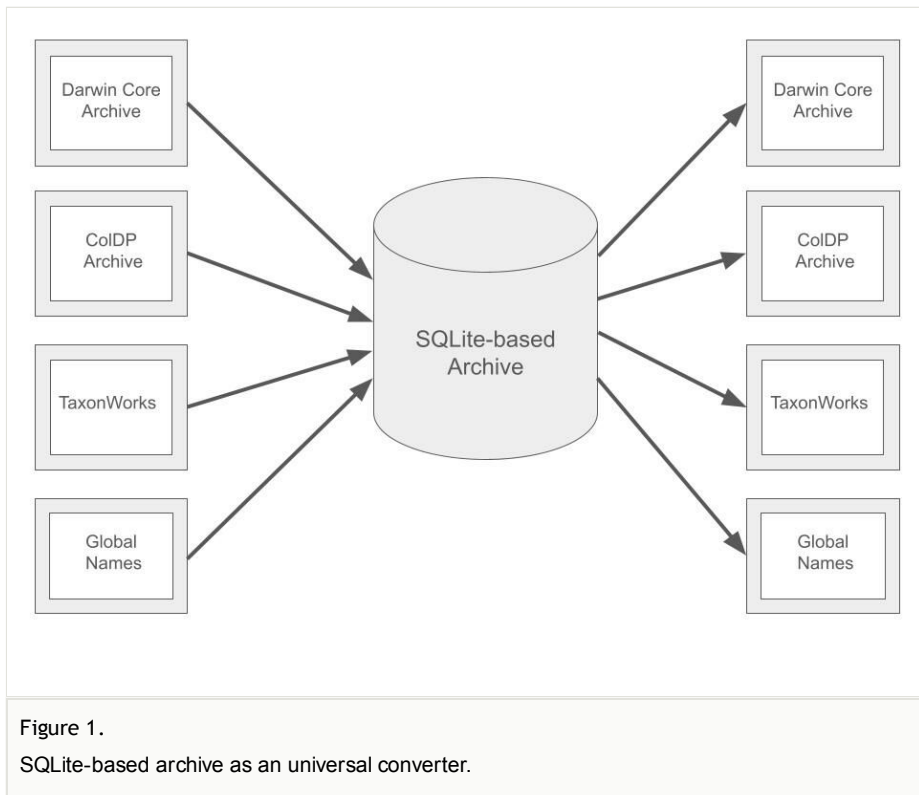 Darwin Core
Archive
ColDP
Archive
TaxonWorks
Global
Names
SQLite-based
Archive
Darwin Core
Archive
ColDP
Archive
TaxonWorks
Global
Names
Figure 1.
SQLite-based archive as an universal converter.